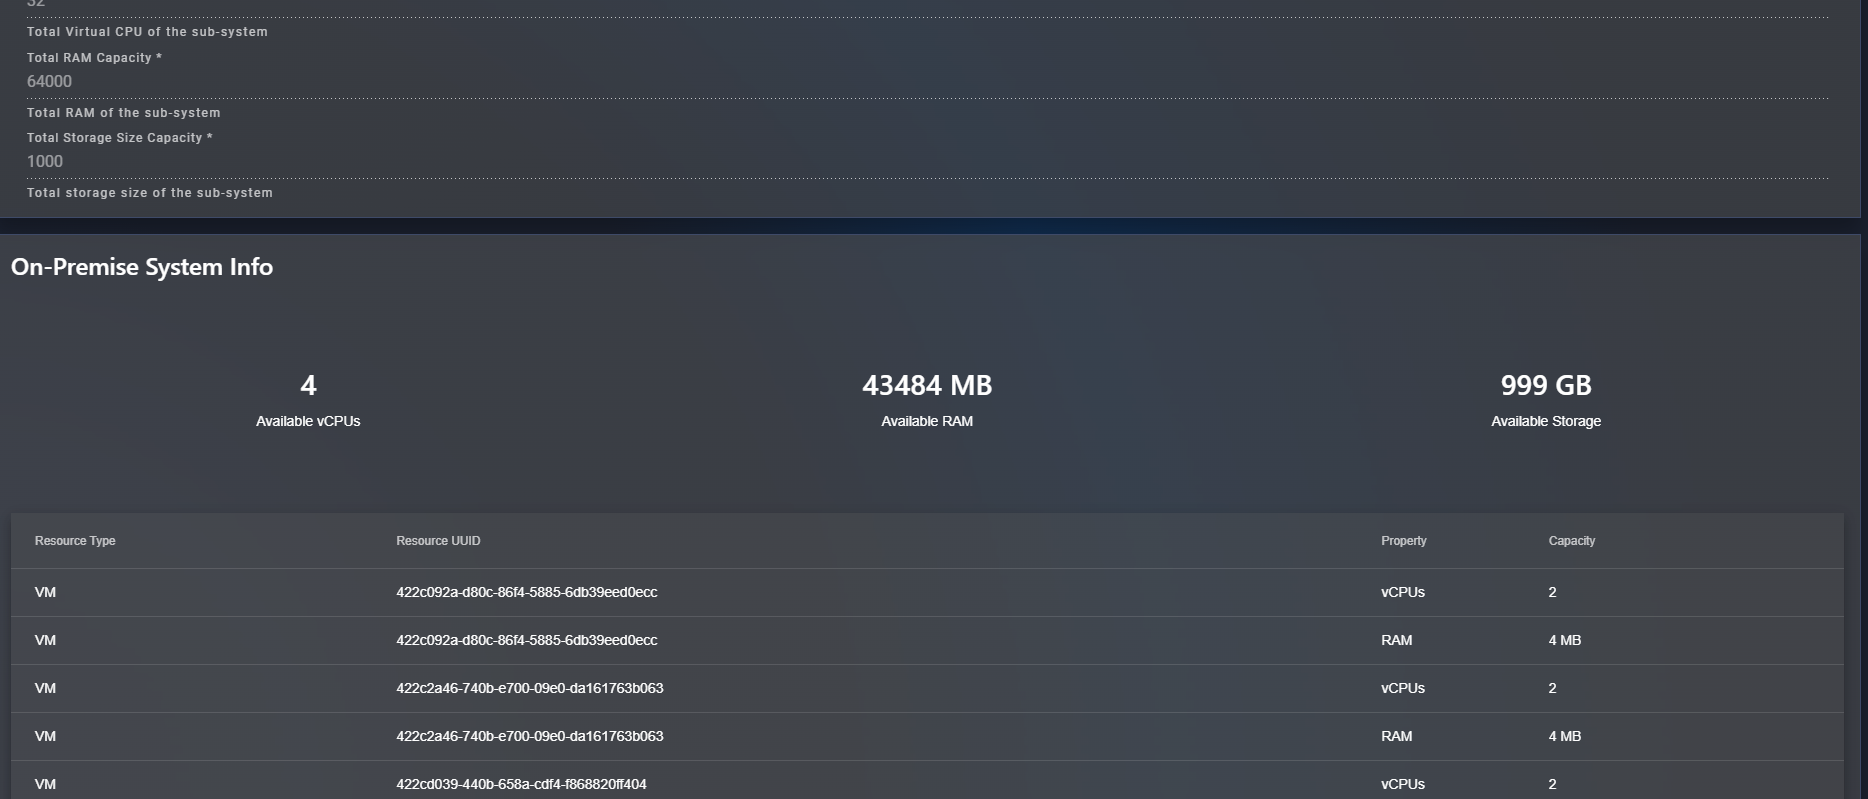 32
Total Virtual CPU of the sub-system
Total RAM Capacity *
64000
Total RAM of the sub-system
Total Storage Size Capacity *
1000
Total storage size of the sub-system
On-Premise System Info
4 43484 MB 999 GB
Available vCPUs Available RAM Available Storage
Resource Type Resource UUID Property Capacity
VM 422c092a-d80c-86f4-5885-6db39eed0ecc vCPUs 2
VM 422c092a-d80c-86f4-5885-6db39eed0ecc RAM 4 MB
VM 422c2a46-740b-e700-09e0-da161763b063 vCPUs 2
VM 422c2a46-740b-e700-09e0-da161763b063 RAM 4 MB
VM 422cd039-440b-658a-cdf4-f868820ff404 vCPUs 2